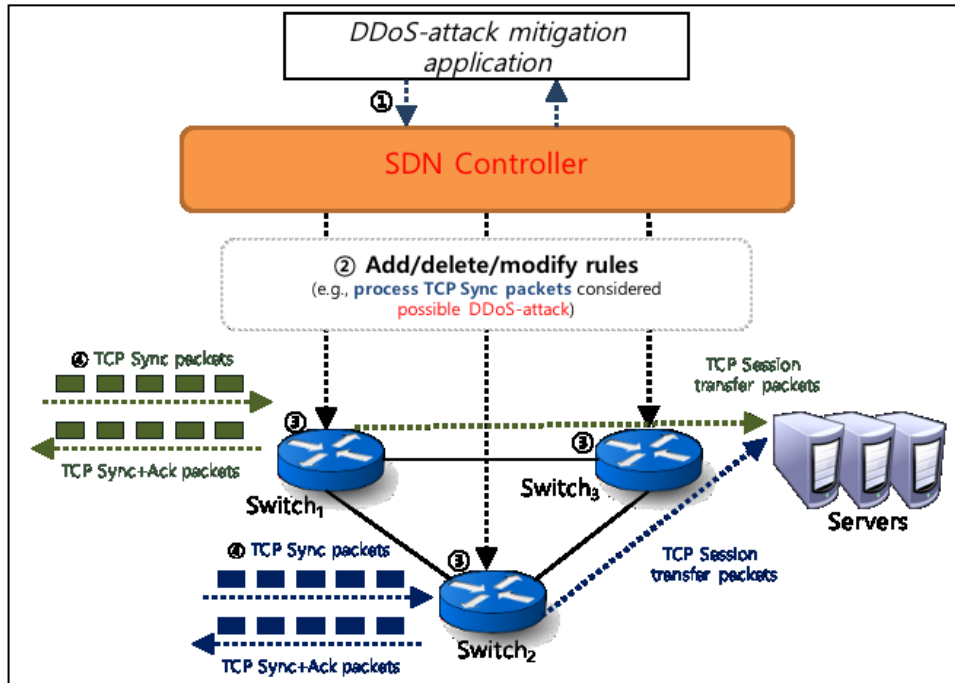 DDoS-attack mitigation
application
①
SDN Controller
② Add/delete/modify rules
(e.g., process TCP Sync packets considered
possible DDoS-attack)
④ TCP Sync packets
TCP Session
transfer packets
③
③
TCP Sync+Ack packets
Switch₁
Switch₃
Servers
④ TCP Sync packets
③
TCP Session
transfer packets
Switch₂
TCP Sync+Ack packets